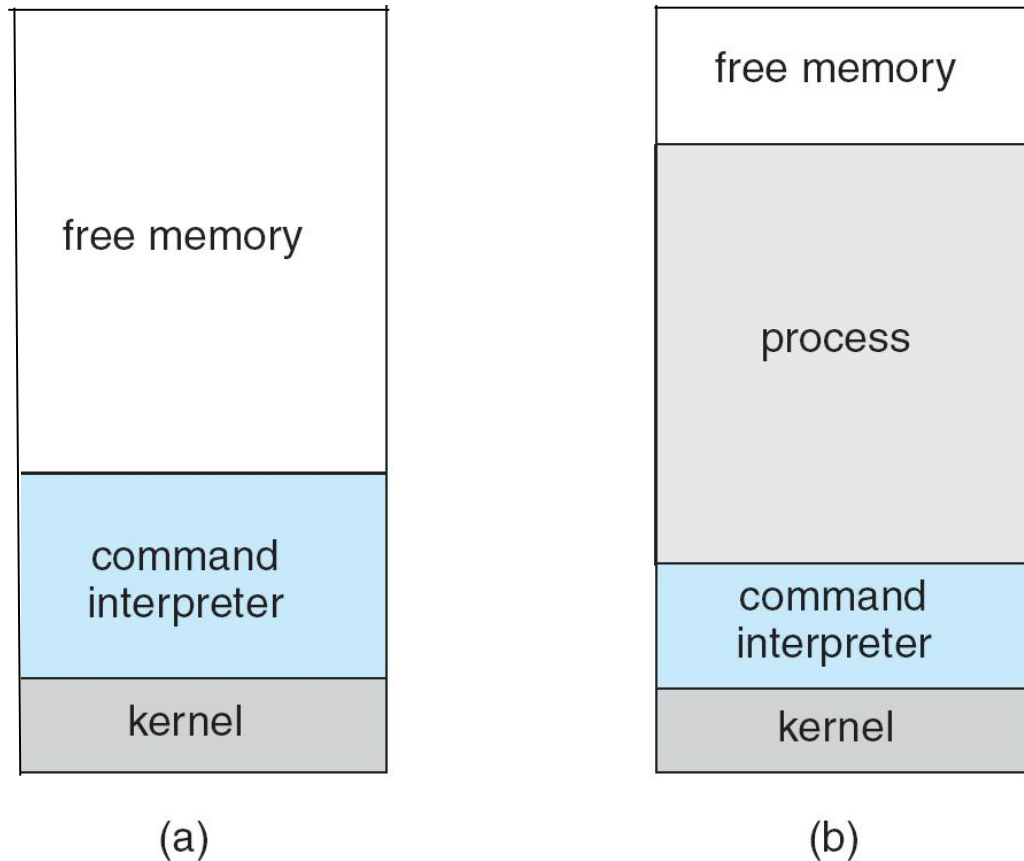 free memory
command
interpreter
kernel
(a)
free memory
process
command
interpreter
kernel
(b)